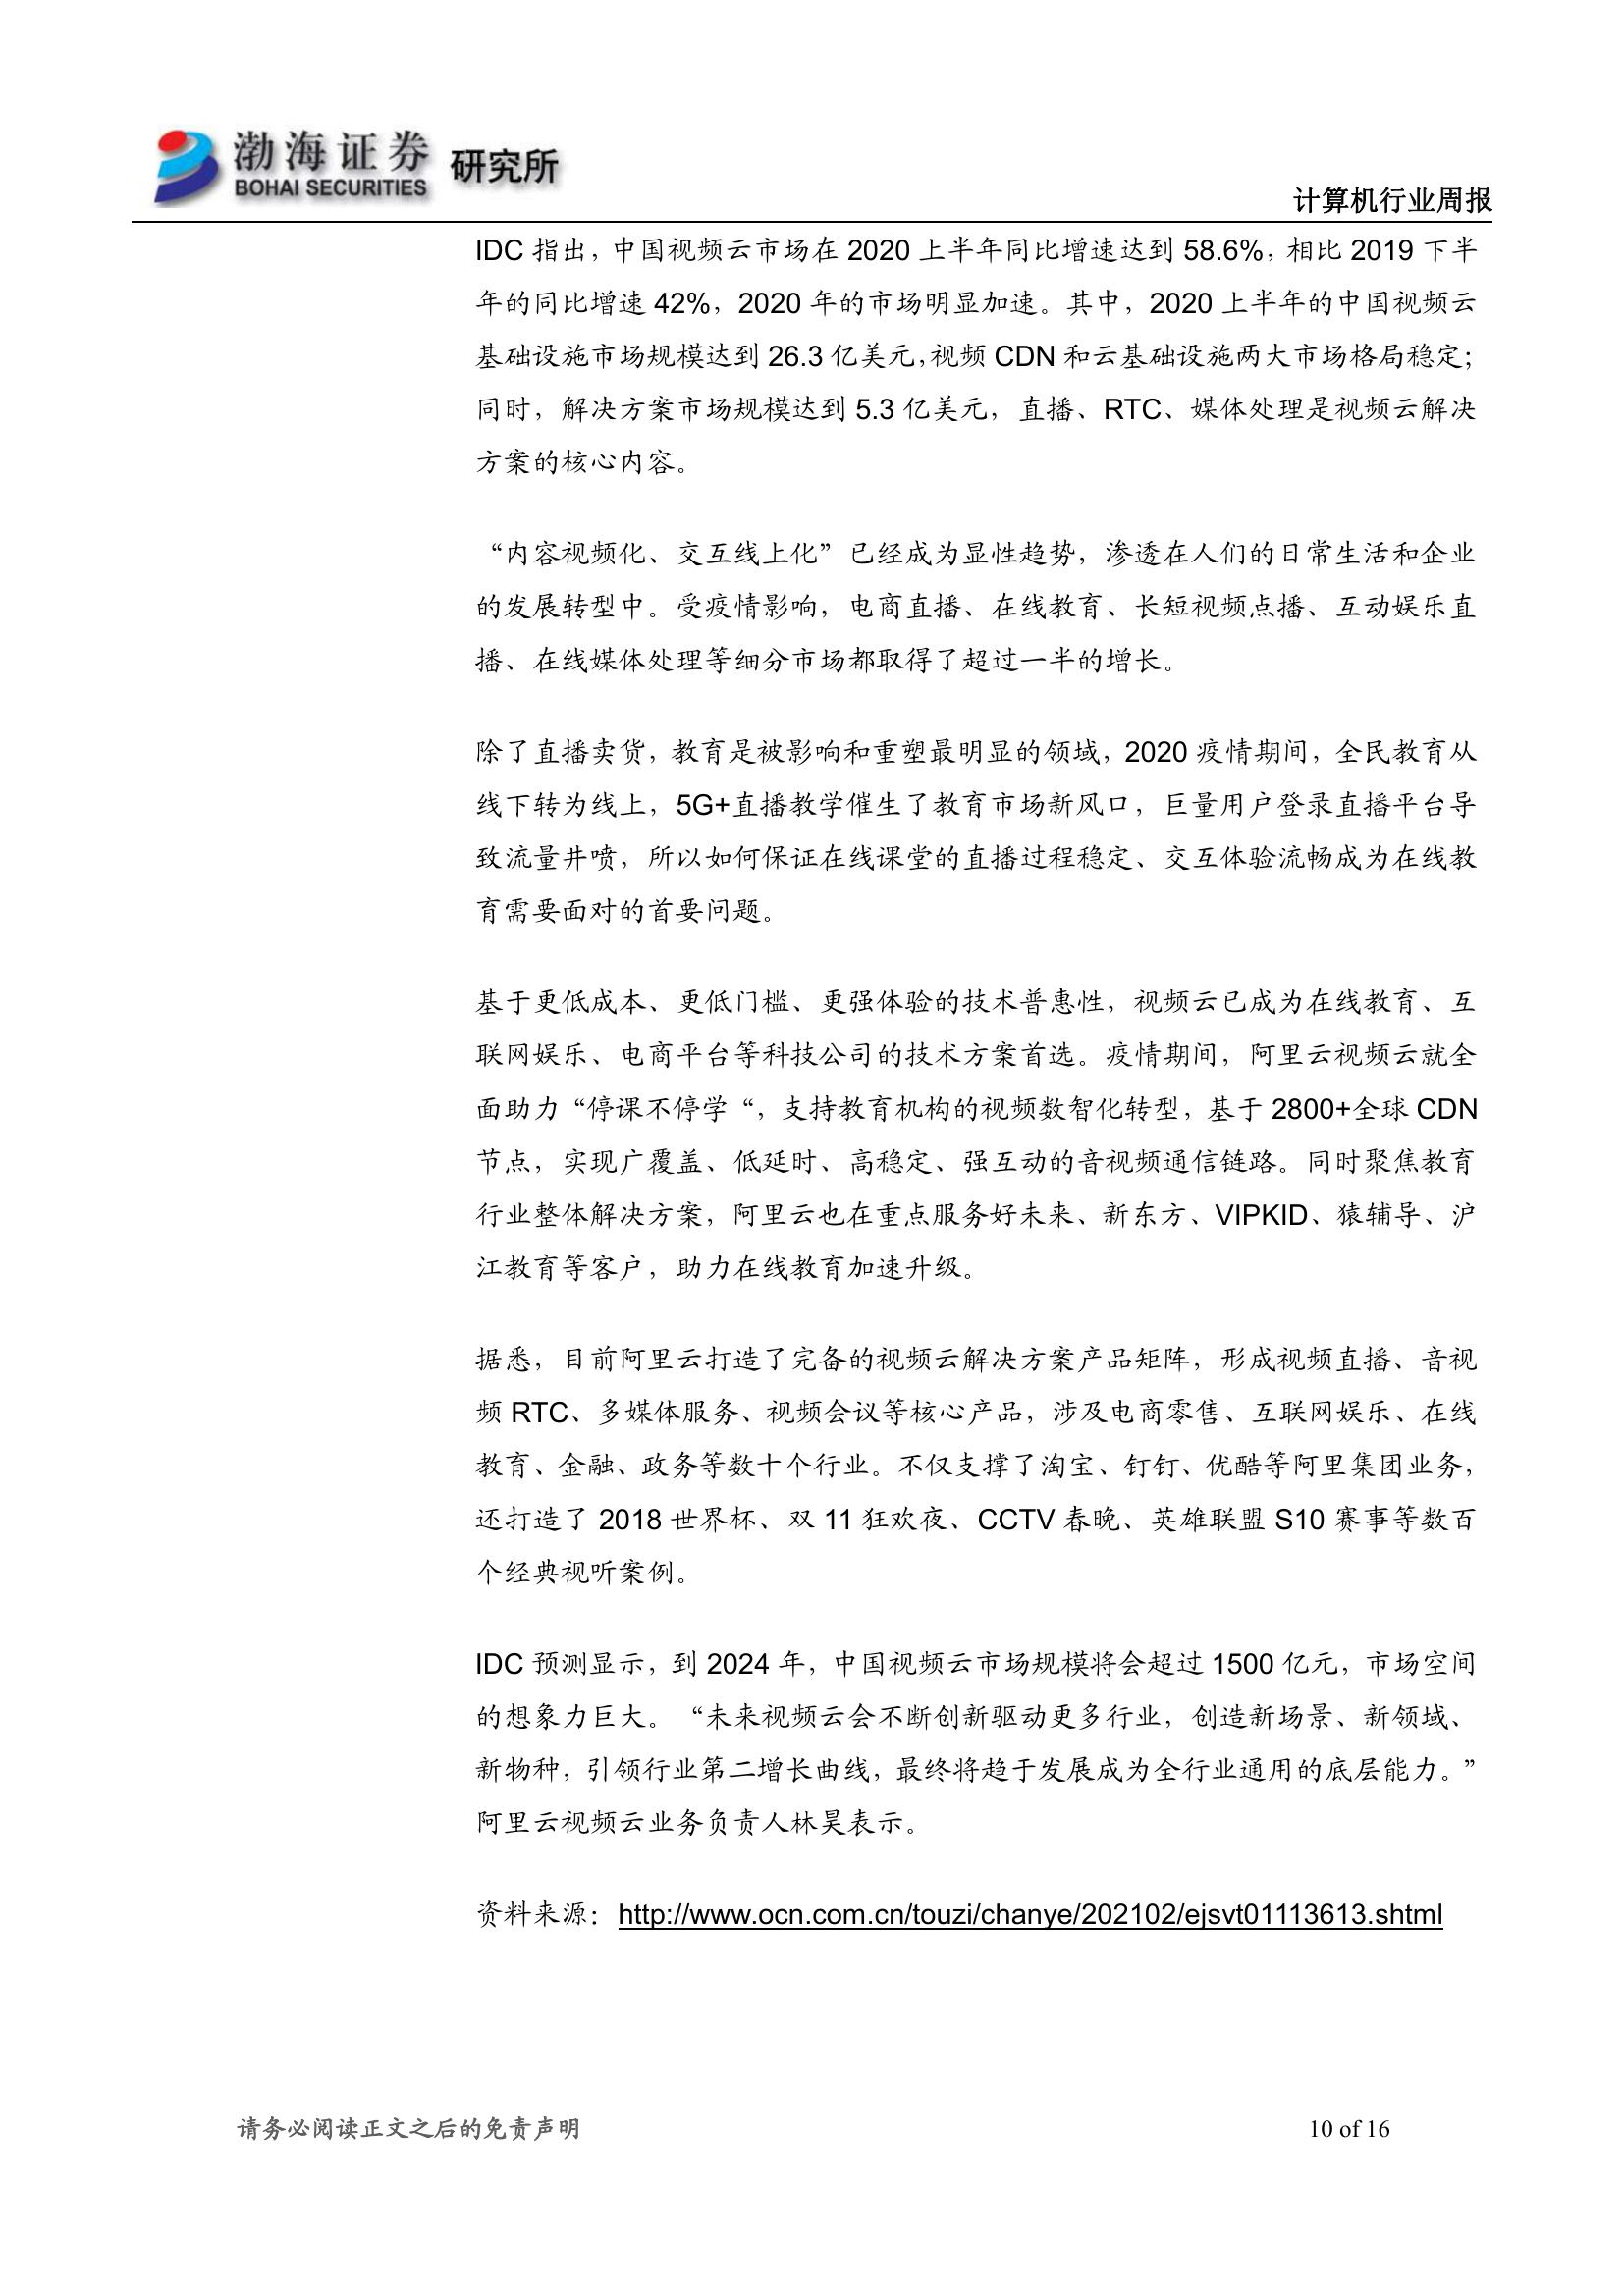 渤海证券 研究所
BOHAI SECURITIES
计算机行业周报
IDC 指出，中国视频云市场在 2020 上半年同比增速达到 58.6%，相比 2019 下半
年的同比增速 42%，2020 年的市场明显加速。其中，2020 上半年的中国视频云
基础设施市场规模达到 26.3 亿美元，视频 CDN 和云基础设施两大市场格局稳定；
同时，解决方案市场规模达到 5.3 亿美元，直播、RTC、媒体处理是视频云解决
方案的核心内容。
“内容视频化、交互线上化”已经成为显性趋势，渗透在人们的日常生活和企业
的发展转型中。受疫情影响，电商直播、在线教育、长短视频点播、互动娱乐直
播、在线媒体处理等细分市场都取得了超过一半的增长。
除了直播卖货，教育是被影响和重塑最明显的领域，2020 疫情期间，全民教育从
线下转为线上，5G+直播教学催生了教育市场新风口，巨量用户登录直播平台导
致流量井喷，所以如何保证在线课堂的直播过程稳定、交互体验流畅成为在线教
育需要面对的首要问题。
基于更低成本、更低门槛、更强体验的技术普惠性，视频云已成为在线教育、互
联网娱乐、电商平台等科技公司的技术方案首选。疫情期间，阿里云视频云就全
面助力“停课不停学“，支持教育机构的视频数智化转型，基于 2800+全球 CDN
节点，实现广覆盖、低延时、高稳定、强互动的音视频通信链路。同时聚焦教育
行业整体解决方案，阿里云也在重点服务好未来、新东方、VIPKID、猿辅导、沪
江教育等客户，助力在线教育加速升级。
据悉，目前阿里云打造了完备的视频云解决方案产品矩阵，形成视频直播、音视
频 RTC、多媒体服务、视频会议等核心产品，涉及电商零售、互联网娱乐、在线
教育、金融、政务等数十个行业。不仅支撑了淘宝、钉钉、优酷等阿里集团业务，
还打造了 2018 世界杯、双 11 狂欢夜、CCTV 春晚、英雄联盟 S10 赛事等数百
个经典视听案例。
IDC 预测显示，到 2024 年，中国视频云市场规模将会超过 1500 亿元，市场空间
的想象力巨大。 “未来视频云会不断创新驱动更多行业，创造新场景、新领域、
新物种，引领行业第二增长曲线，最终将趋于发展成为全行业通用的底层能力。”
阿里云视频云业务负责人林昊表示。
资料来源：http://www.ocn.com.cn/touzi/chanye/202102/ejsvt01113613.shtml
请务必阅读正文之后的免责声明
10 of 16